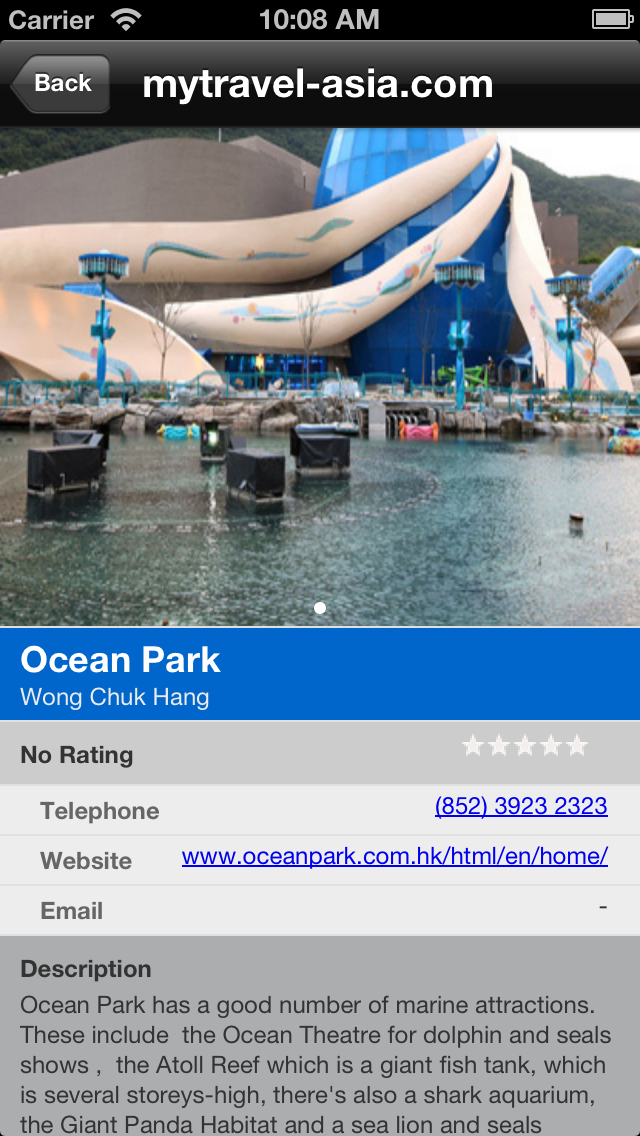 Carrier 10:08 AM
Back mytravel-asia.com
Ocean Park
Wong Chuk Hang
No Rating
Telephone (852) 3923 2323
Website www.oceanpark.com.hk/html/en/home/
Email -
Description
Ocean Park has a good number of marine attractions.
These include  the Ocean Theatre for dolphin and seals
shows ,  the Atoll Reef which is a giant fish tank, which
is several storeys-high, there's also a shark aquarium,
the Giant Panda Habitat and a sea lion and seals